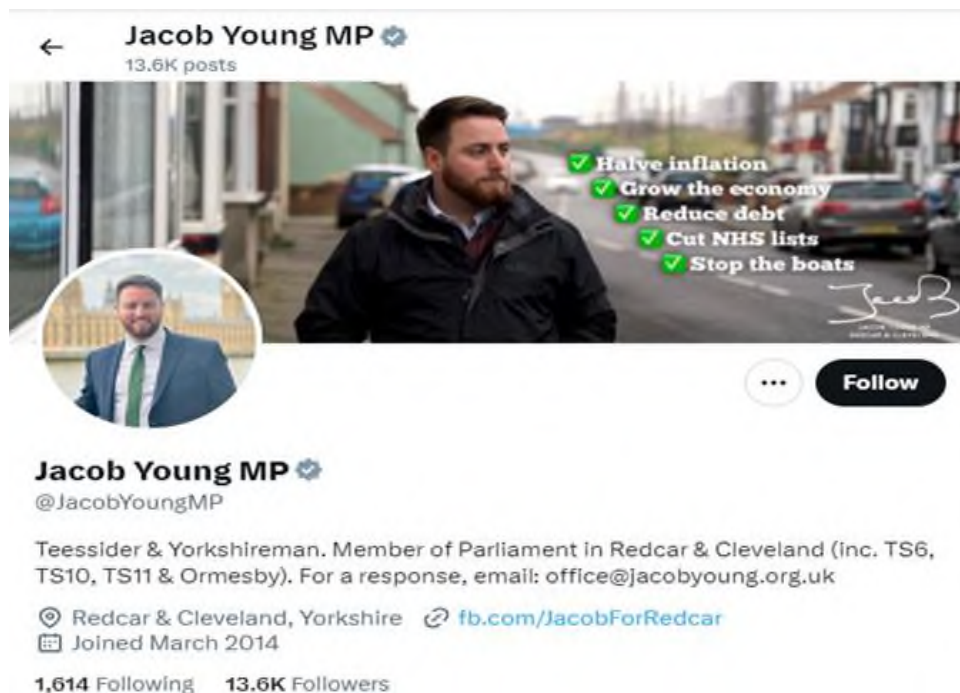 Jacob Young MP
13.6K posts
✅ Halve inflation
✅ Grow the economy
✅ Reduce debt
✅ Cut NHS lists
✅ Stop the boats
Jacob
Follow
Jacob Young MP
@JacobYoungMP
Teessider & Yorkshireman. Member of Parliament in Redcar & Cleveland (inc. TS6,
TS10, TS11 & Ormesby). For a response, email: office@jacobyoung.org.uk
Redcar & Cleveland, Yorkshire fb.com/JacobForRedcar
Joined March 2014
1,614 Following 13.6K Followers